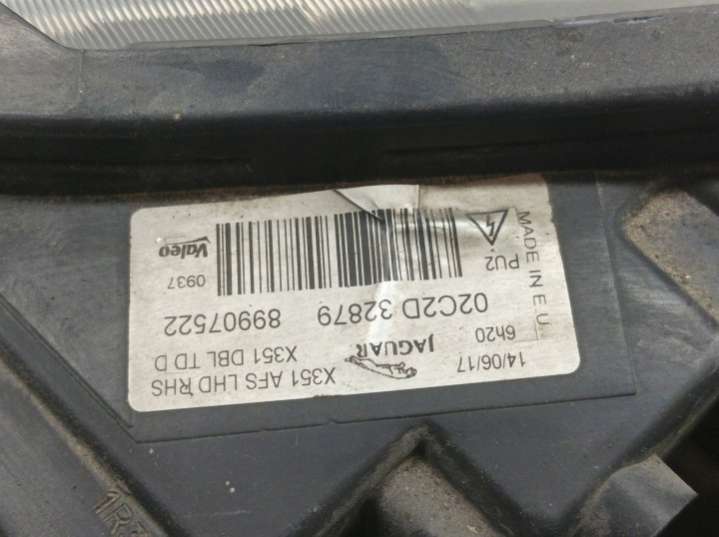 X351 AFS LHD RHS
X351 DBL TD D
JAGUAR
14/06/17
6h20
02C2D 32879 89907522
0937
Valeo
PU2
MADE IN E U